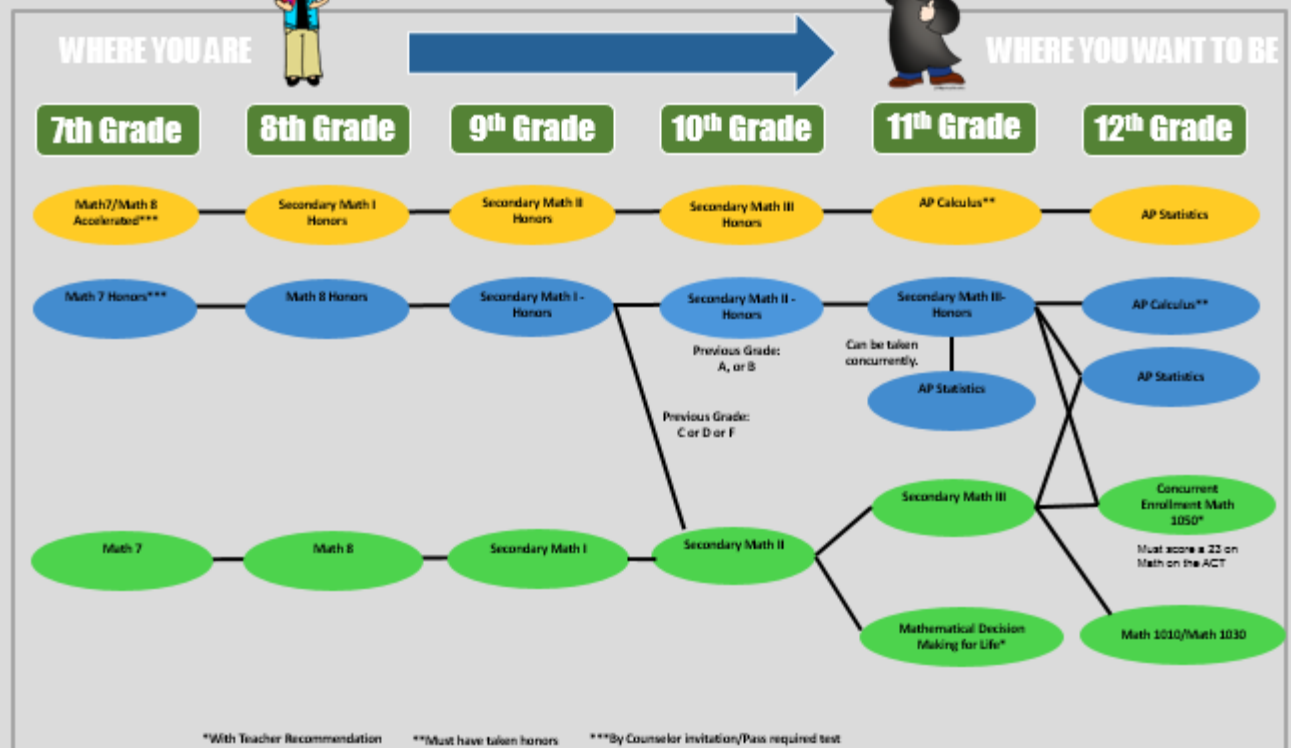 WHERE YOU ARE
WHERE YOU WANT TO BE
7th Grade
8th Grade
9th Grade
10th Grade
11th Grade
12th Grade
Math7/Math 8
Accelerated***
Secondary Math I
Honors
Secondary Math II
Honors
Secondary Math III
Honors
AP Calculus**
AP Statistics
Math 7 Honors***
Math 8 Honors
Secondary Math I -
Honors
Secondary Math II -
Honors
Secondary Math III-
Honors
AP Calculus**
Previous Grade:
A, or B
Can be taken
concurrently.
AP Statistics
AP Statistics
Previous Grade:
C or D or F
Secondary Math III
Concurrent
Enrollment Math
1050*
Must score a 23 on
Math on the ACT
Math 7
Math 8
Secondary Math I
Secondary Math II
Mathematical Decision
Making for Life*
Math 1010/Math 1030
*With Teacher Recommendation
**Must have taken honors
***By Counselor invitation/Pass required test